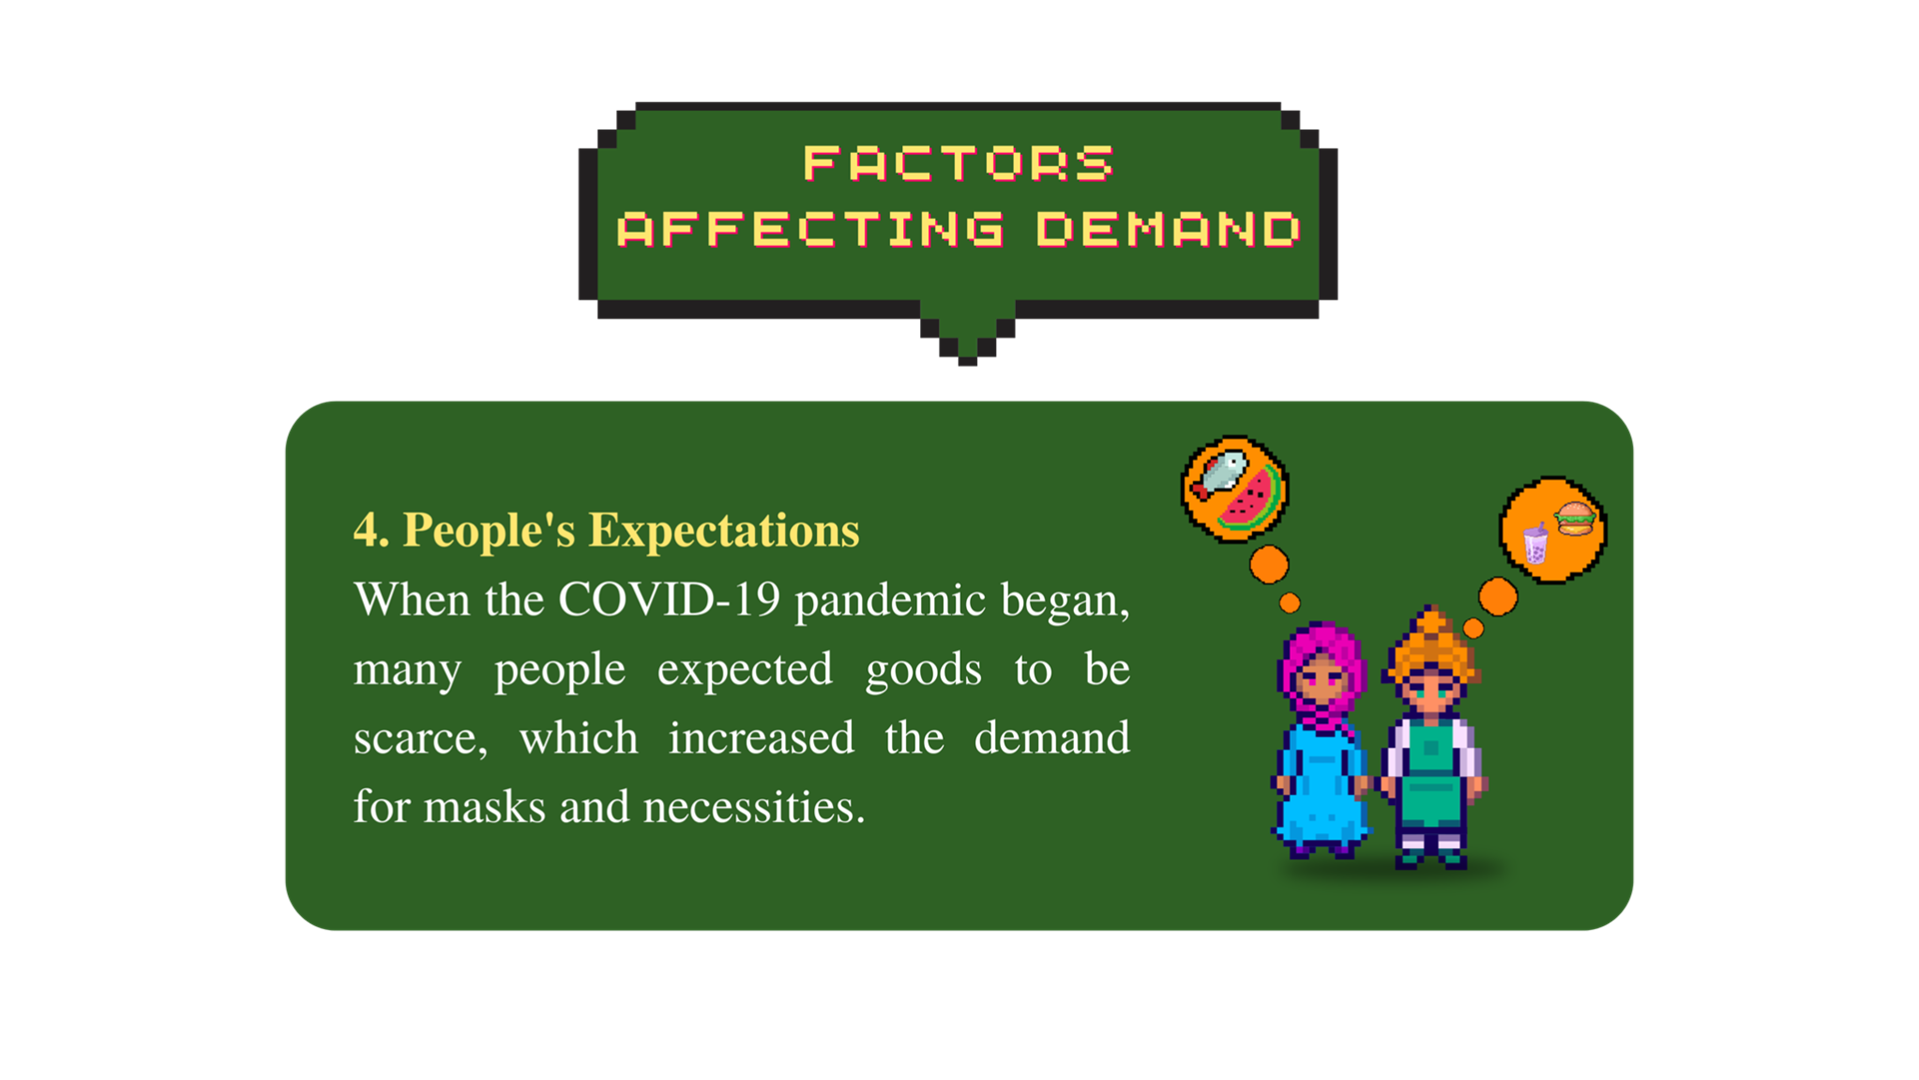 FACTORS
AFFECTING DEMAND
4. People's Expectations
When the COVID-19 pandemic began,
many people expected goods to be
scarce, which increased the demand
for masks and necessities.